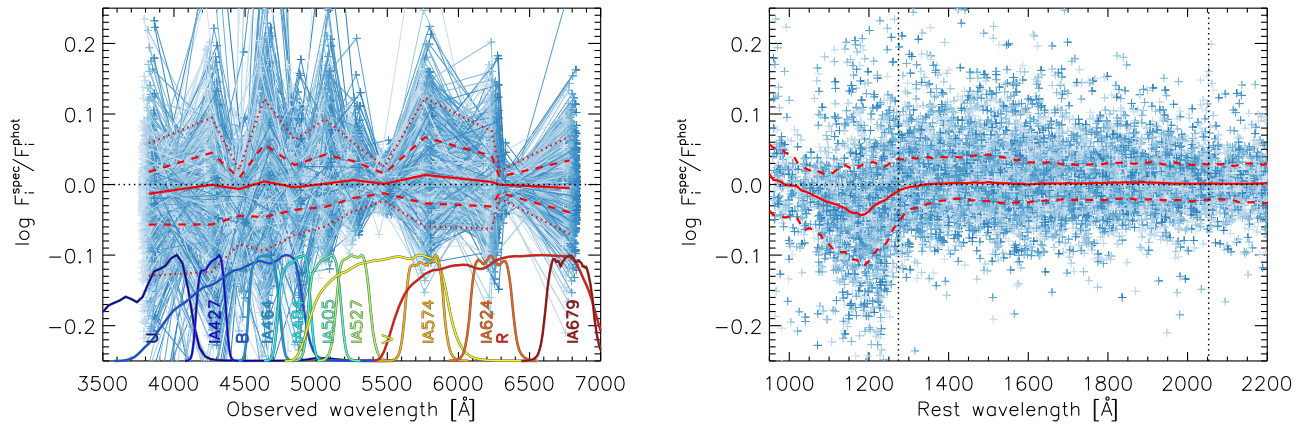 0.2
0.1
0.0
−0.1
−0.2
log F_i^spec/F_i^phot
U
IA427
B
IA464
IA484
IA505
IA527
V
IA574
IA624
R
IA679
3500 4000 4500 5000 5500 6000 6500 7000
Observed wavelength [Å]
0.2
0.1
0.0
−0.1
−0.2
log F_i^spec/F_i^phot
1000 1200 1400 1600 1800 2000 2200
Rest wavelength [Å]